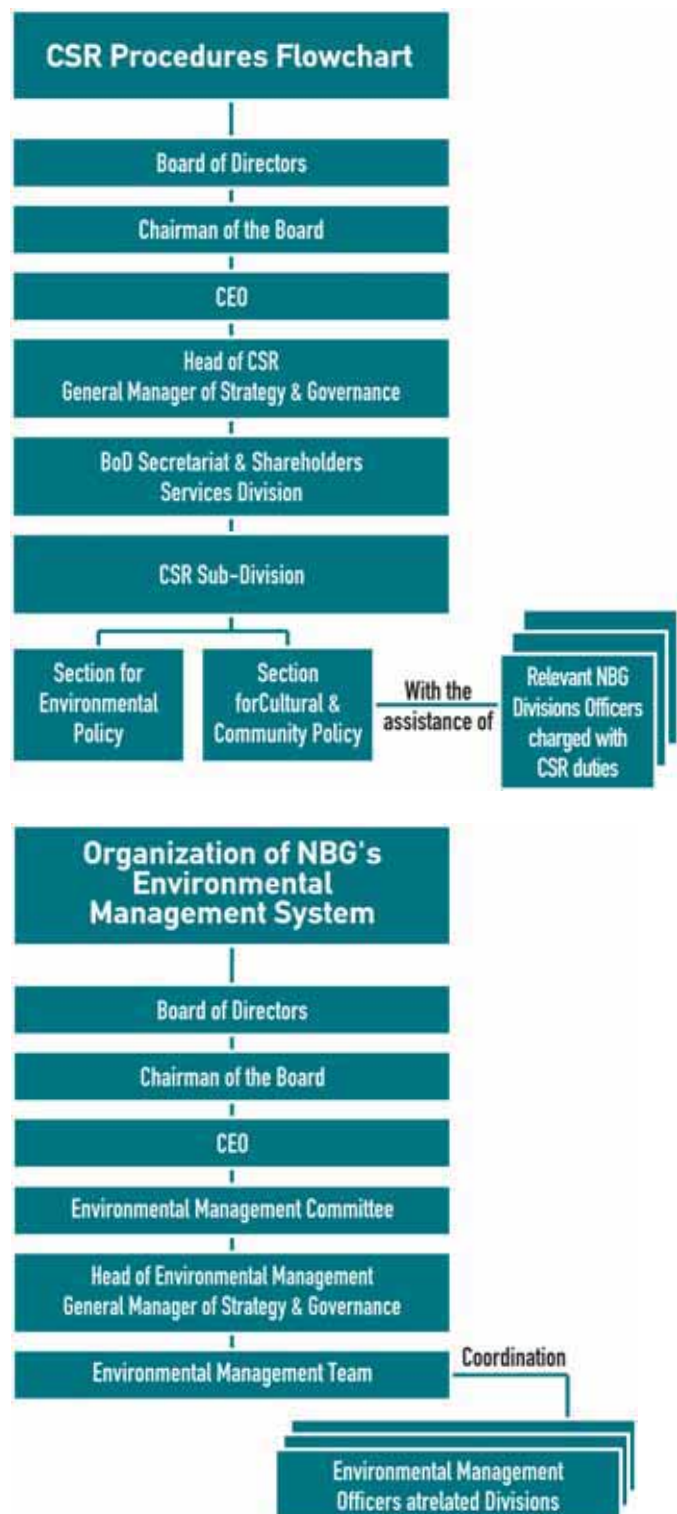 CSR Procedures Flowchart
Board of Directors
Chairman of the Board
CEO
Head of CSR
General Manager of Strategy & Governance
BoD Secretariat & Shareholders
Services Division
CSR Sub-Division
Section for
Environmental
Policy
Section
forCultural &
Community Policy
With the
assistance of
Relevant NBG
Divisions Officers
charged with
CSR duties
Organization of NBG's
Environmental
Management System
Board of Directors
Chairman of the Board
CEO
Environmental Management Committee
Head of Environmental Management
General Manager of Strategy & Governance
Environmental Management Team
Coordination
Environmental Management
Officers atrelated Divisions